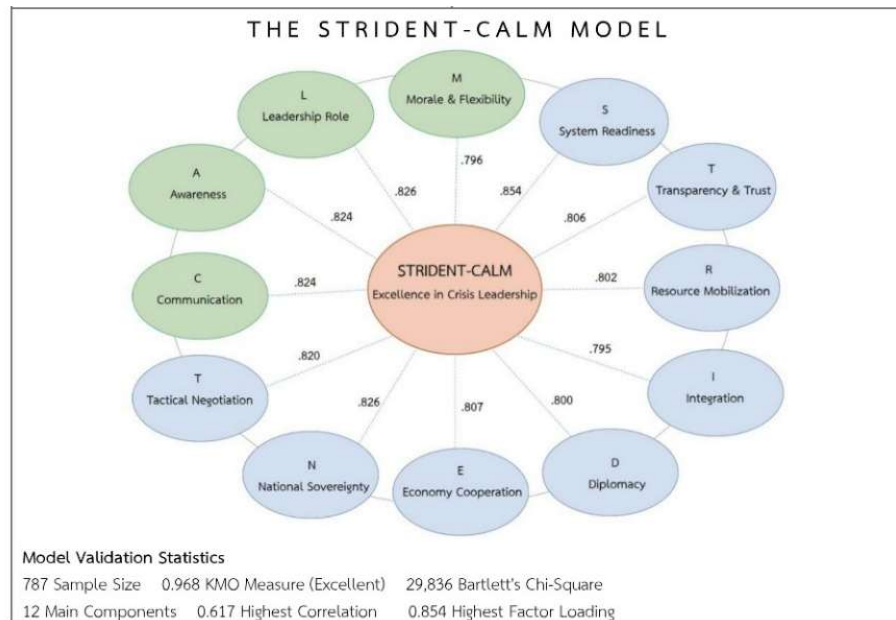 THE STRIDENT-CALM MODEL
M
Morale & Flexibility
S
System Readiness
T
Transparency & Trust
R
Resource Mobilization
I
Integration
D
Diplomacy
E
Economy Cooperation
N
National Sovereignty
T
Tactical Negotiation
C
Communication
A
Awareness
L
Leadership Role
.796
.854
.806
.802
.795
.800
.807
.826
.820
.824
.824
.826
STRIDENT-CALM
Excellence in Crisis Leadership
Model Validation Statistics
787 Sample Size 0.968 KMO Measure (Excellent) 29,836 Bartlett's Chi-Square
12 Main Components 0.617 Highest Correlation 0.854 Highest Factor Loading